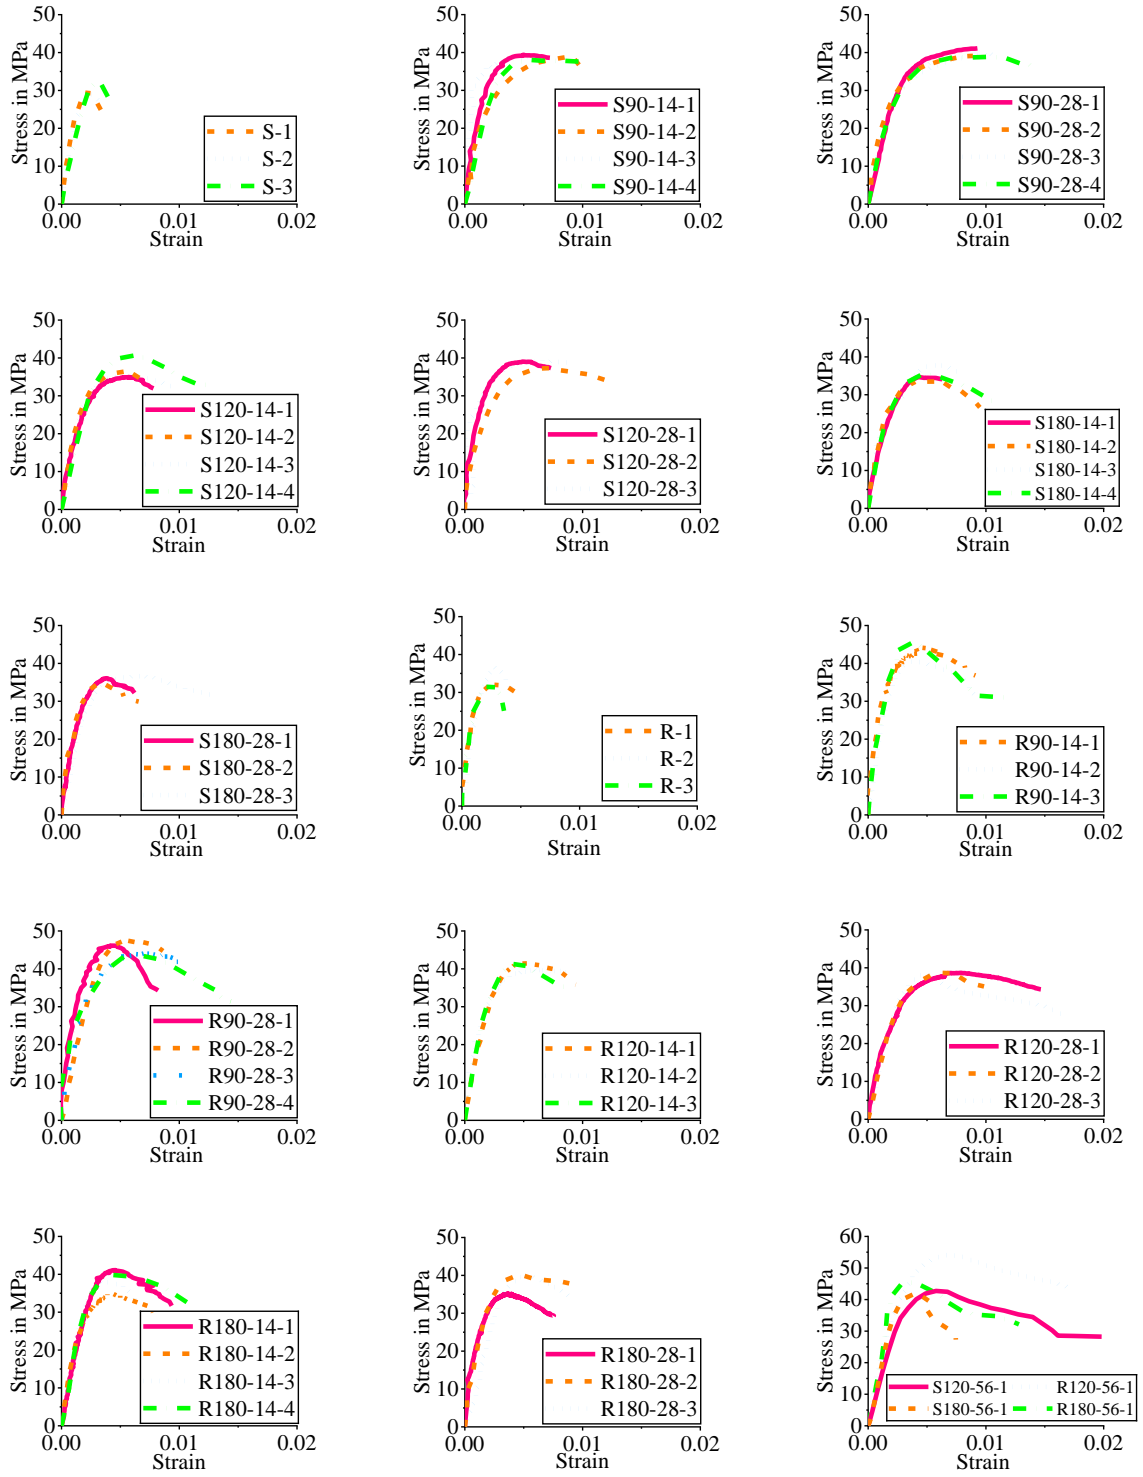 50
40
30
20
10
0
Stress in MPa
S-1
S-2
S-3
0.00
0.01
0.02
Strain
50
40
30
20
10
0
Stress in MPa
S90-14-1
S90-14-2
S90-14-3
S90-14-4
0.00
0.01
0.02
Strain
50
40
30
20
10
0
Stress in MPa
S90-28-1
S90-28-2
S90-28-3
S90-28-4
0.00
0.01
0.02
Strain
50
40
30
20
10
0
Stress in MPa
S120-14-1
S120-14-2
S120-14-3
S120-14-4
0.00
0.01
0.02
Strain
50
40
30
20
10
0
Stress in MPa
S120-28-1
S120-28-2
S120-28-3
0.00
0.01
0.02
Strain
50
40
30
20
10
0
Stress in MPa
S180-14-1
S180-14-2
S180-14-3
S180-14-4
0.00
0.01
0.02
Strain
50
40
30
20
10
0
Stress in MPa
S180-28-1
S180-28-2
S180-28-3
0.00
0.01
0.02
Strain
50
40
30
20
10
0
Stress in MPa
R-1
R-2
R-3
0.00
0.01
0.02
Strain
50
40
30
20
10
0
Stress in MPa
R90-14-1
R90-14-2
R90-14-3
0.00
0.01
0.02
Strain
50
40
30
20
10
0
Stress in MPa
R90-28-1
R90-28-2
R90-28-3
R90-28-4
0.00
0.01
0.02
Strain
50
40
30
20
10
0
Stress in MPa
R120-14-1
R120-14-2
R120-14-3
0.00
0.01
0.02
Strain
50
40
30
20
10
0
Stress in MPa
R120-28-1
R120-28-2
R120-28-3
0.00
0.01
0.02
Strain
50
40
30
20
10
0
Stress in MPa
R180-14-1
R180-14-2
R180-14-3
R180-14-4
0.00
0.01
0.02
Strain
50
40
30
20
10
0
Stress in MPa
R180-28-1
R180-28-2
R180-28-3
0.00
0.01
0.02
Strain
60
50
40
30
20
10
0
Stress in MPa
S120-56-1 R120-56-1
S180-56-1 R180-56-1
0.00
0.01
0.02
Strain